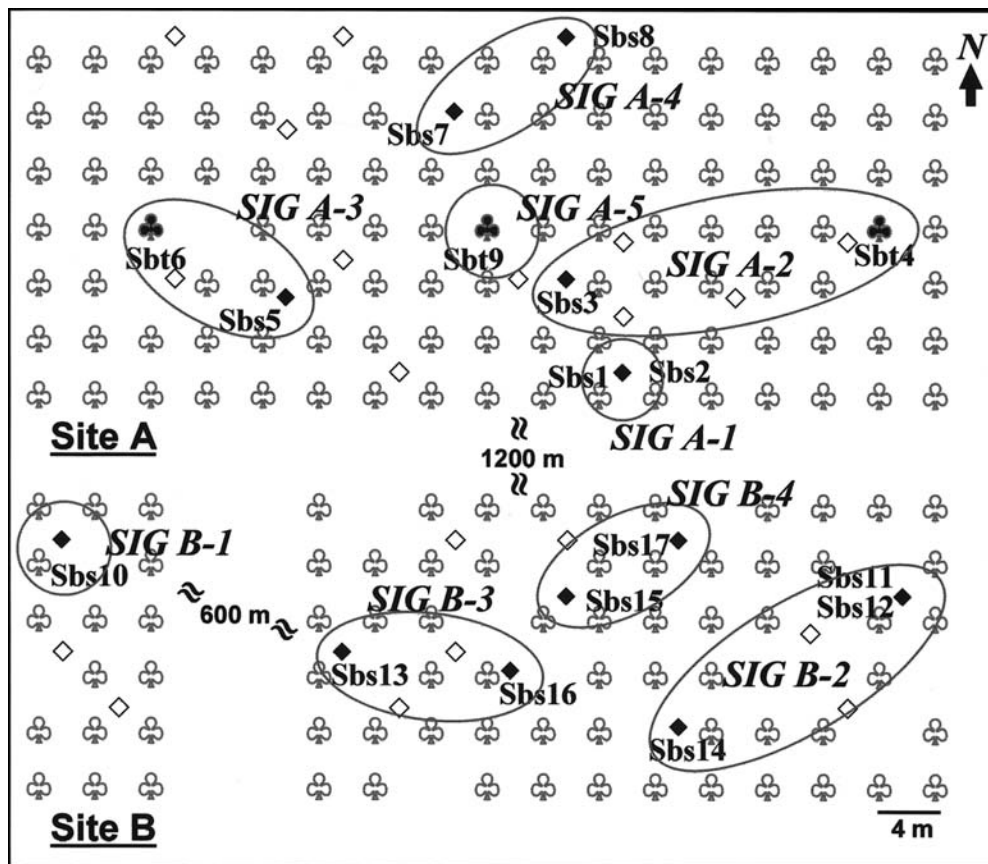 Sbs8
N
SIG A-4
Sbs7
SIG A-3
SIG A-5
Sbt6
Sbt9
SIG A-2
Sbt4
Sbs5
Sbs3
Sbs1
Sbs2
Site A
SIG A-1
1200 m
SIG B-4
SIG B-1
Sbs17
Sbs10
Sbs11
Sbs15
Sbs12
600 m
SIG B-3
Sbs13
Sbs16
SIG B-2
Sbs14
Site B
4 m